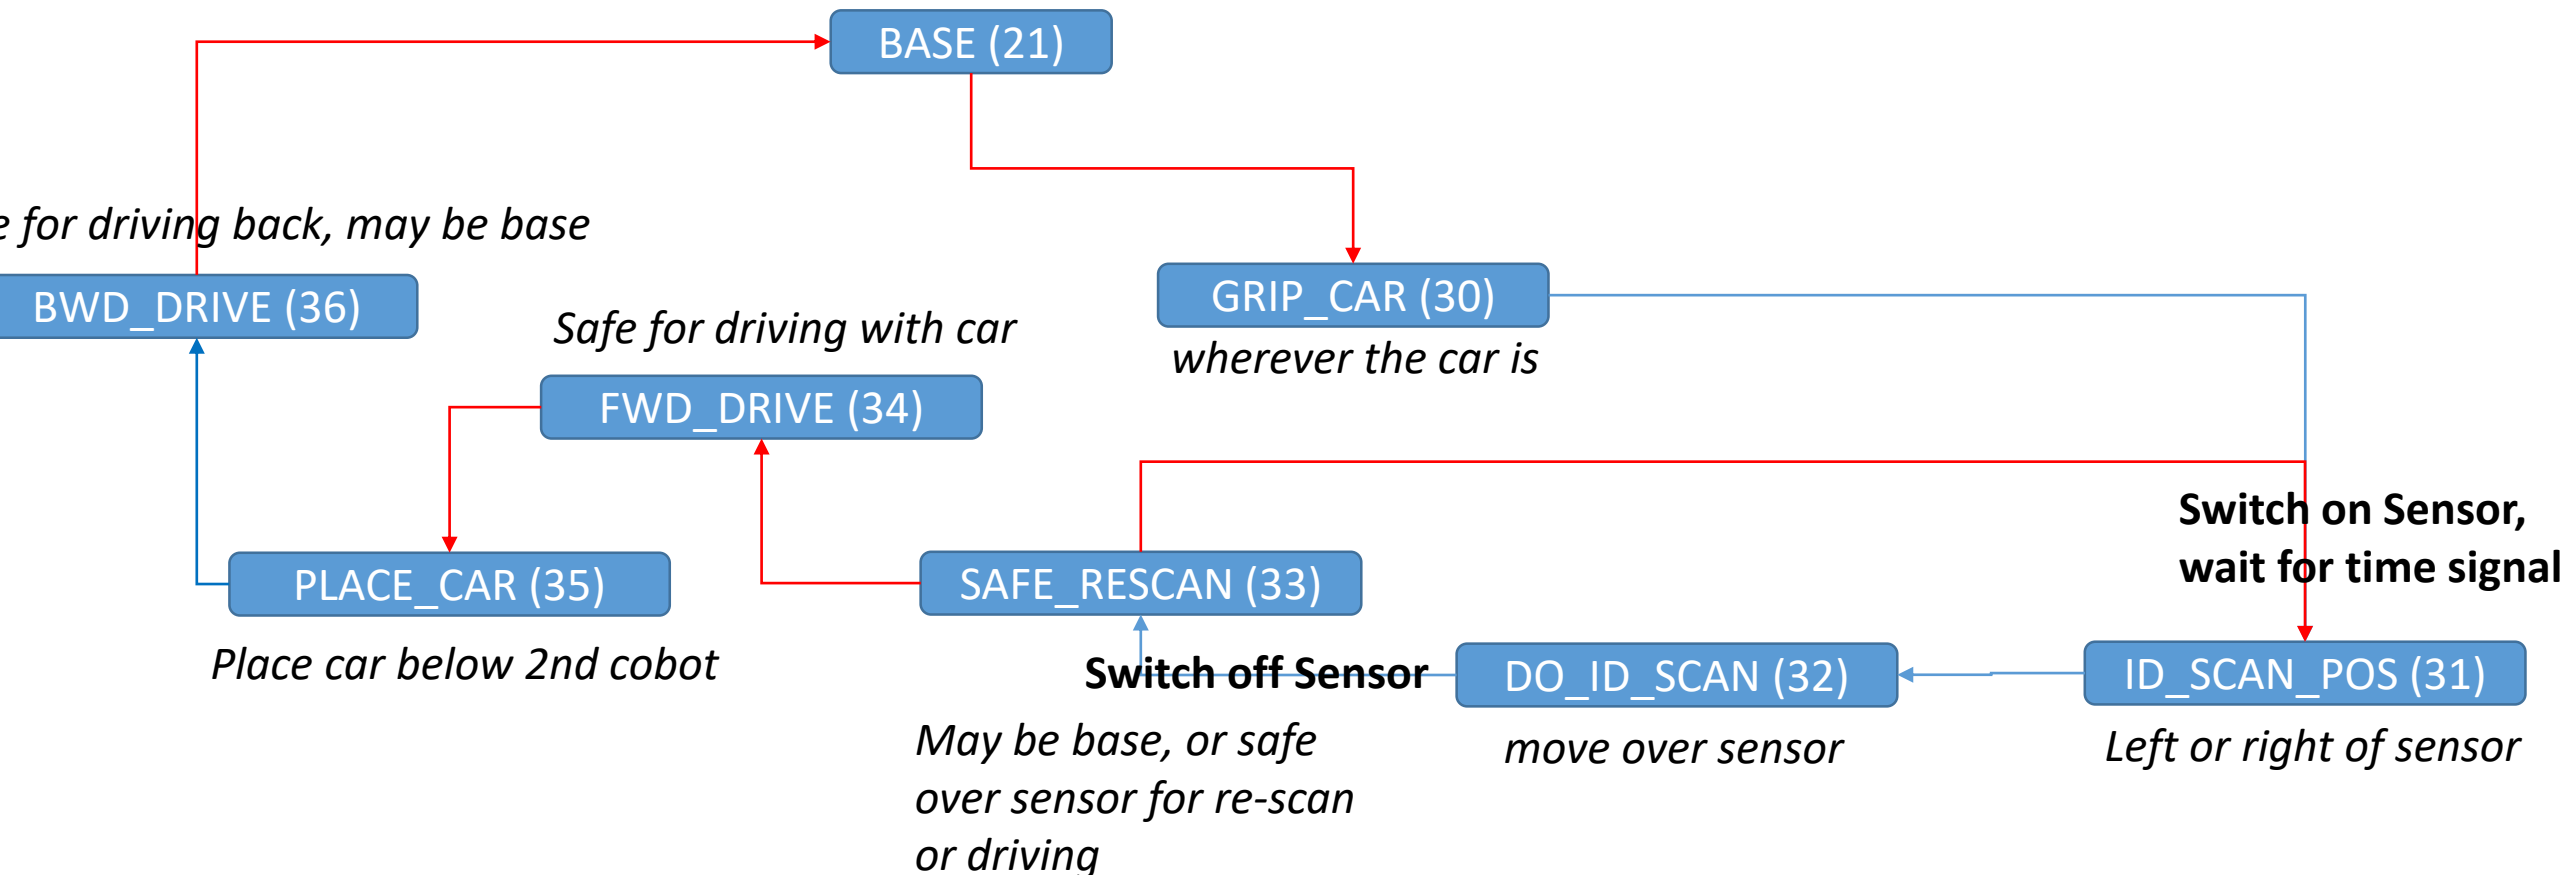 BASE (21)
for driving back, may be base
BWD_DRIVE (36)
GRIP_CAR (30)
Safe for driving with car
wherever the car is
FWD_DRIVE (34)
Switch on Sensor,
wait for time signal
PLACE_CAR (35)
SAFE_RESCAN (33)
Place car below 2nd cobot
Switch off Sensor
DO_ID_SCAN (32)
ID_SCAN_POS (31)
May be base, or safe
over sensor for re-scan
or driving
move over sensor
Left or right of sensor